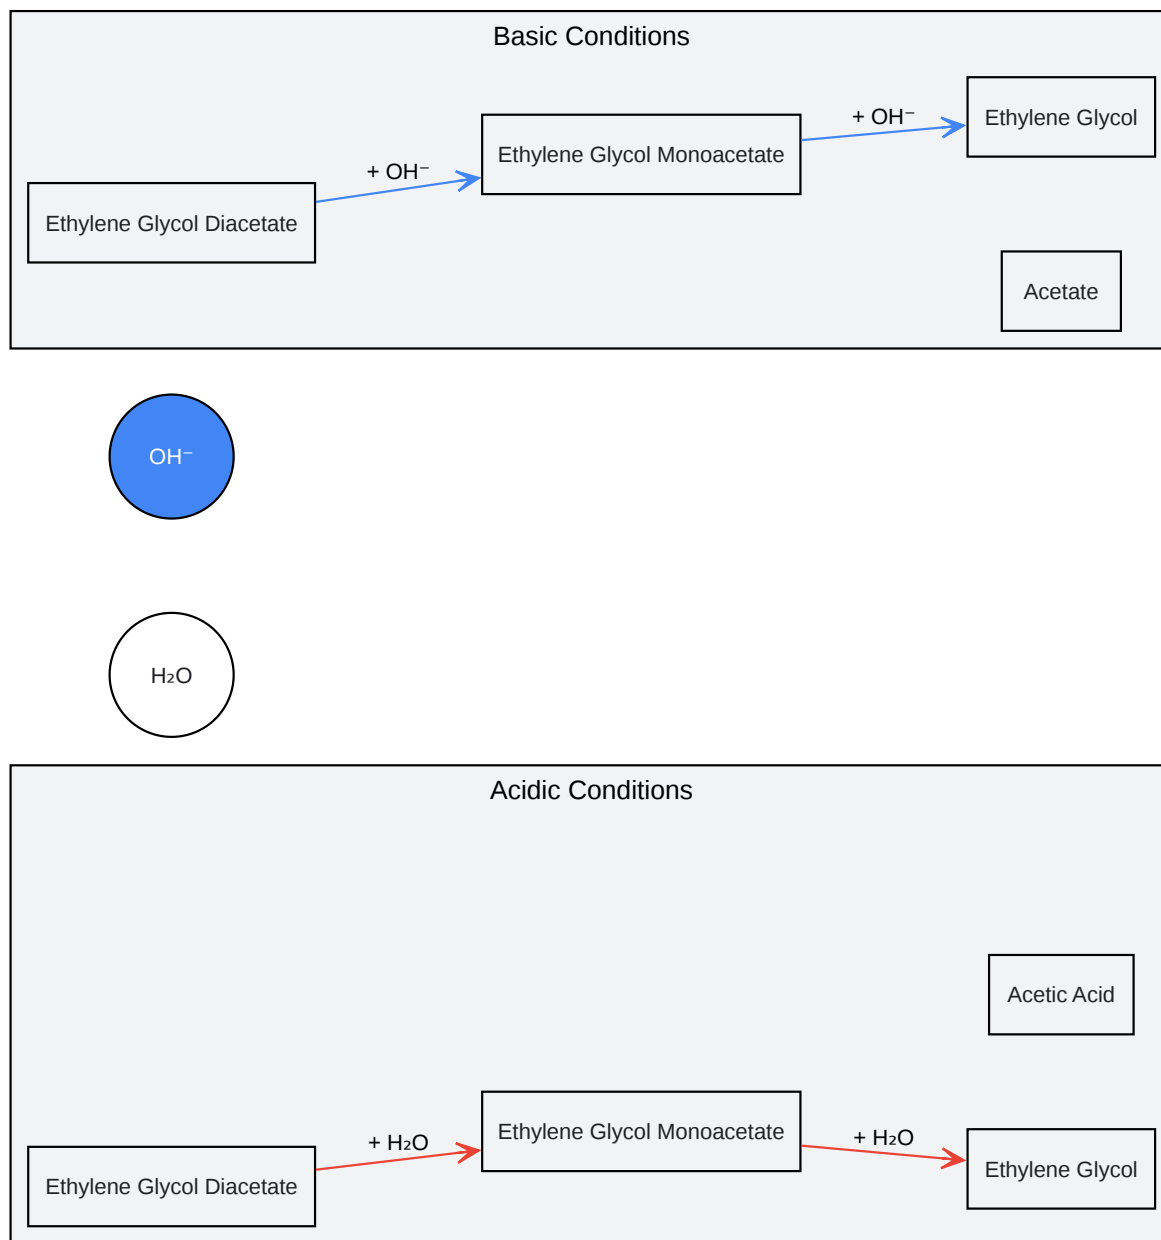 Basic Conditions
Ethylene Glycol Diacetate
+ OH⁻
Ethylene Glycol Monoacetate
+ OH⁻
Ethylene Glycol
Acetate
OH⁻
H₂O
Acidic Conditions
Acetic Acid
Ethylene Glycol Diacetate
+ H₂O
Ethylene Glycol Monoacetate
+ H₂O
Ethylene Glycol